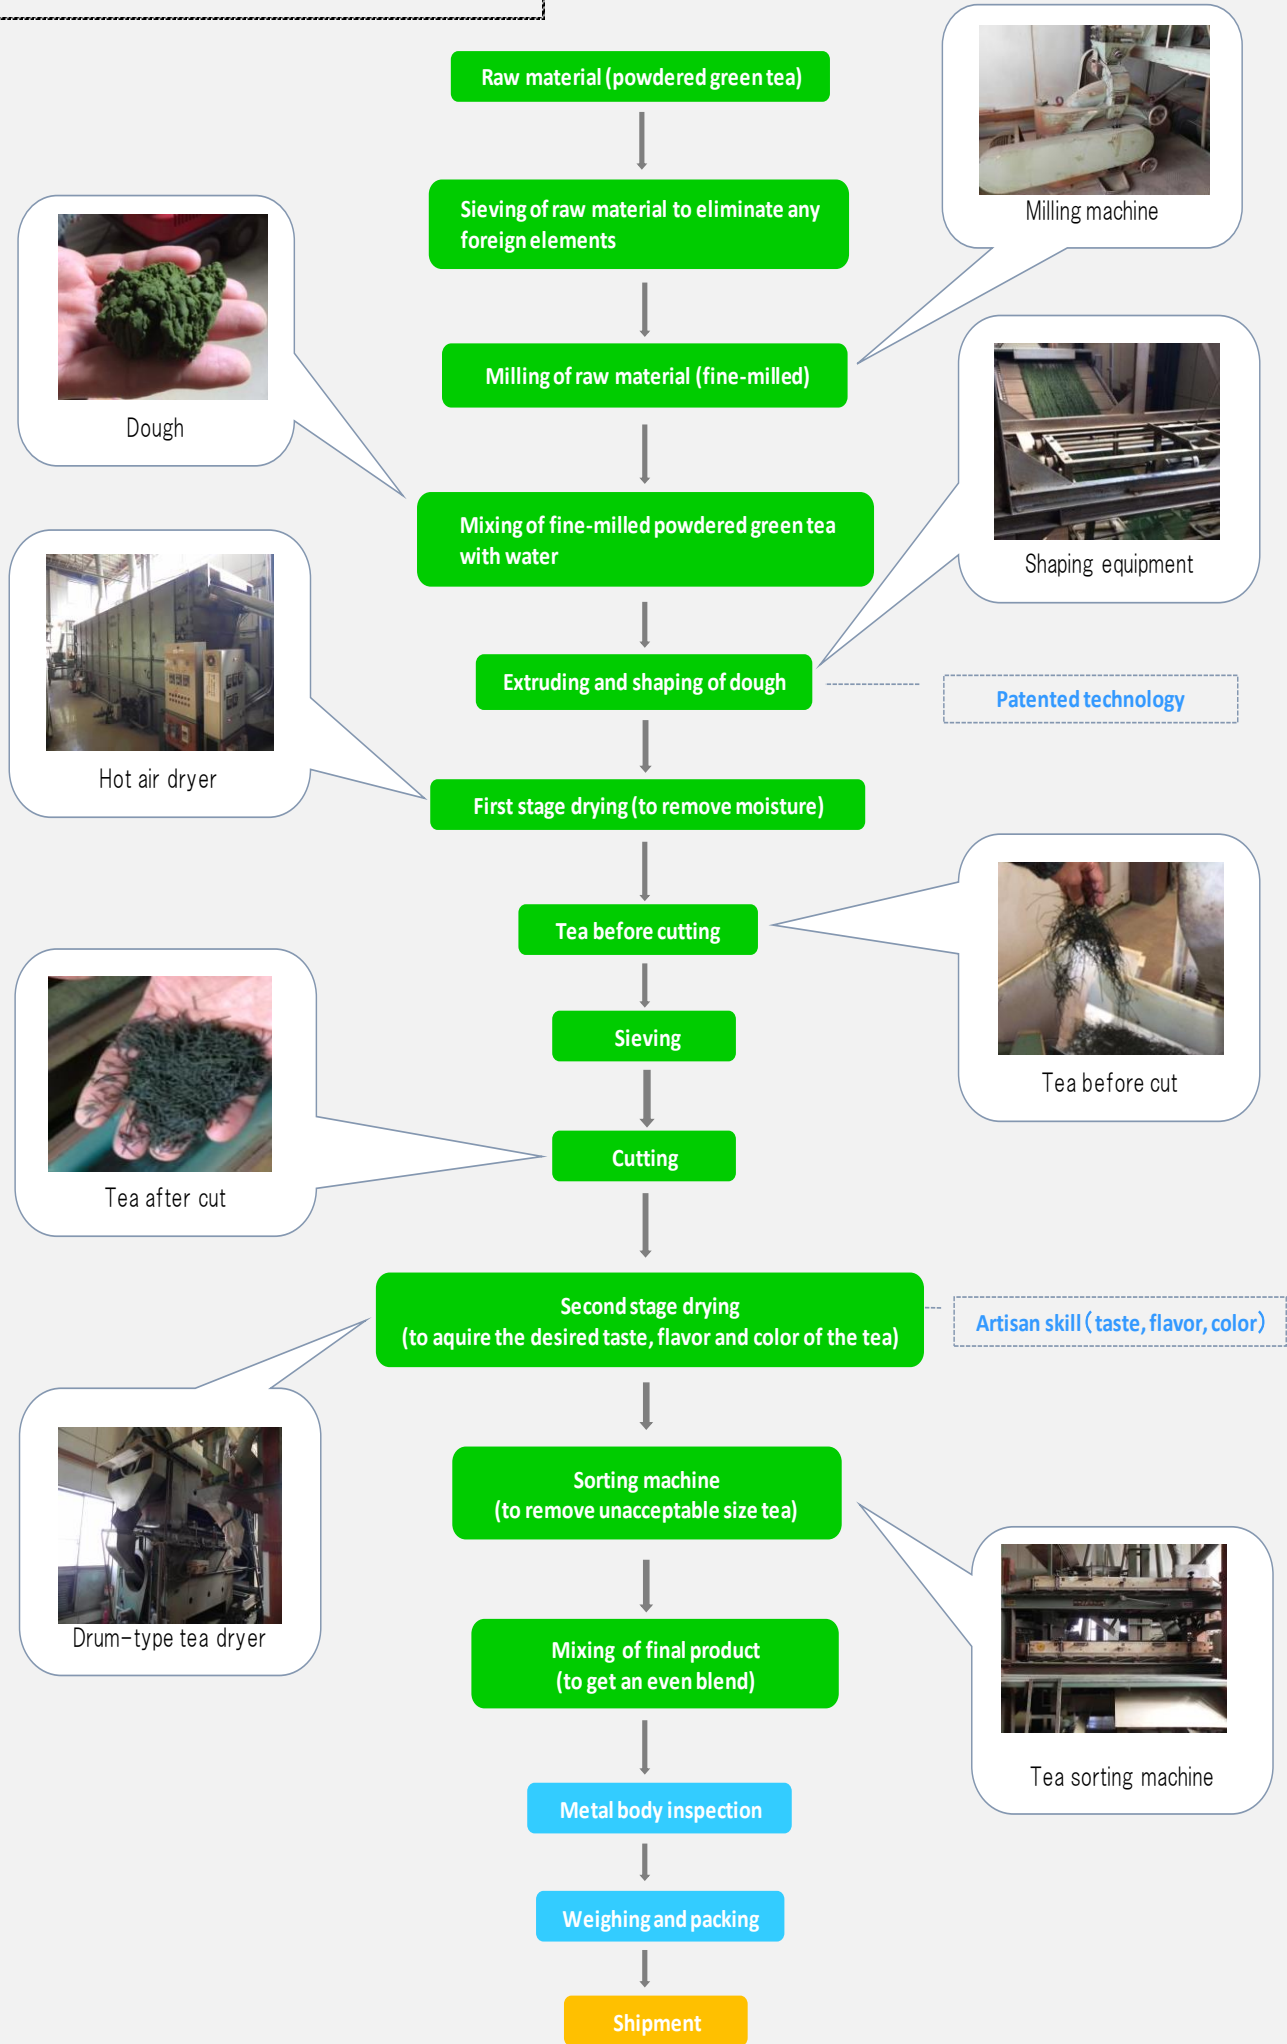 Raw material (powdered green tea)
Milling machine
Sieving of raw material to eliminate any
foreign elements
Milling of raw material (fine-milled)
Dough
Mixing of fine-milled powdered green tea
with water
Shaping equipment
Extruding and shaping of dough
Patented technology
Hot air dryer
First stage drying (to remove moisture)
Tea before cutting
Sieving
Tea before cut
Cutting
Tea after cut
Second stage drying
(to aquire the desired taste, flavor and color of the tea)
Artisan skill（taste, flavor, color）
Sorting machine
(to remove unacceptable size tea)
Drum-type tea dryer
Mixing of final product
(to get an even blend)
Tea sorting machine
Metal body inspection
Weighing and packing
Shipment